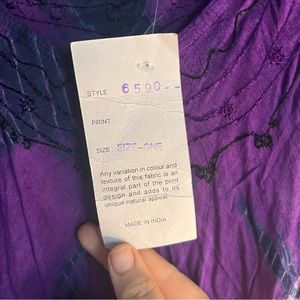 STYLE 6590--
PRINT
SIZE SIZE-ONE
Any variation in colour and
texture of this fabric is an
integral part of the print
design and adds to its
unique natural appeal
MADE IN INDIA